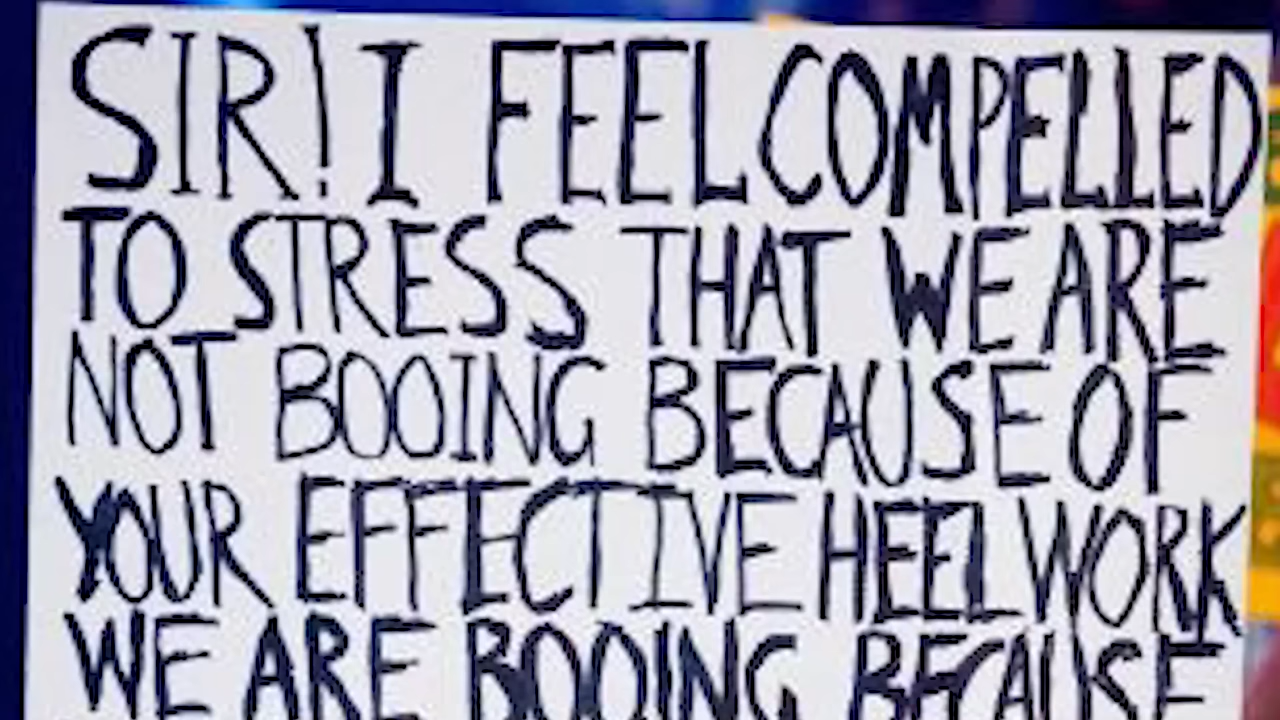 SIR! I FEEL COMPELLED
TO STRESS THAT WE ARE
NOT BOOING BECAUSE OF
YOUR EFFECTIVE HEEL WORK
WE ARE BOOING BECAUSE